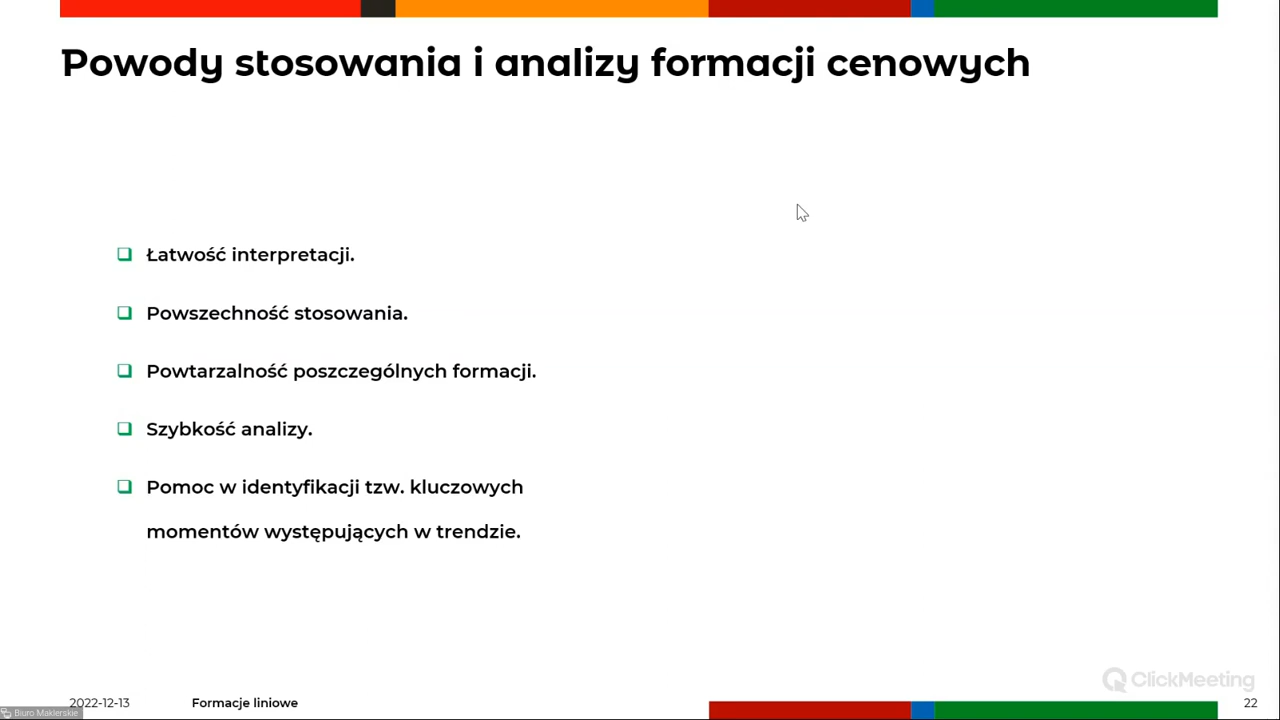 Powody stosowania i analizy formacji cenowych
Łatwość interpretacji.
Powszechność stosowania.
Powtarzalność poszczególnych formacji.
Szybkość analizy.
Pomoc w identyfikacji tzw. kluczowych
momentów występujących w trendzie.
ClickMeeting
2022-12-13
Formacje liniowe
22
Biuro Maklerskie